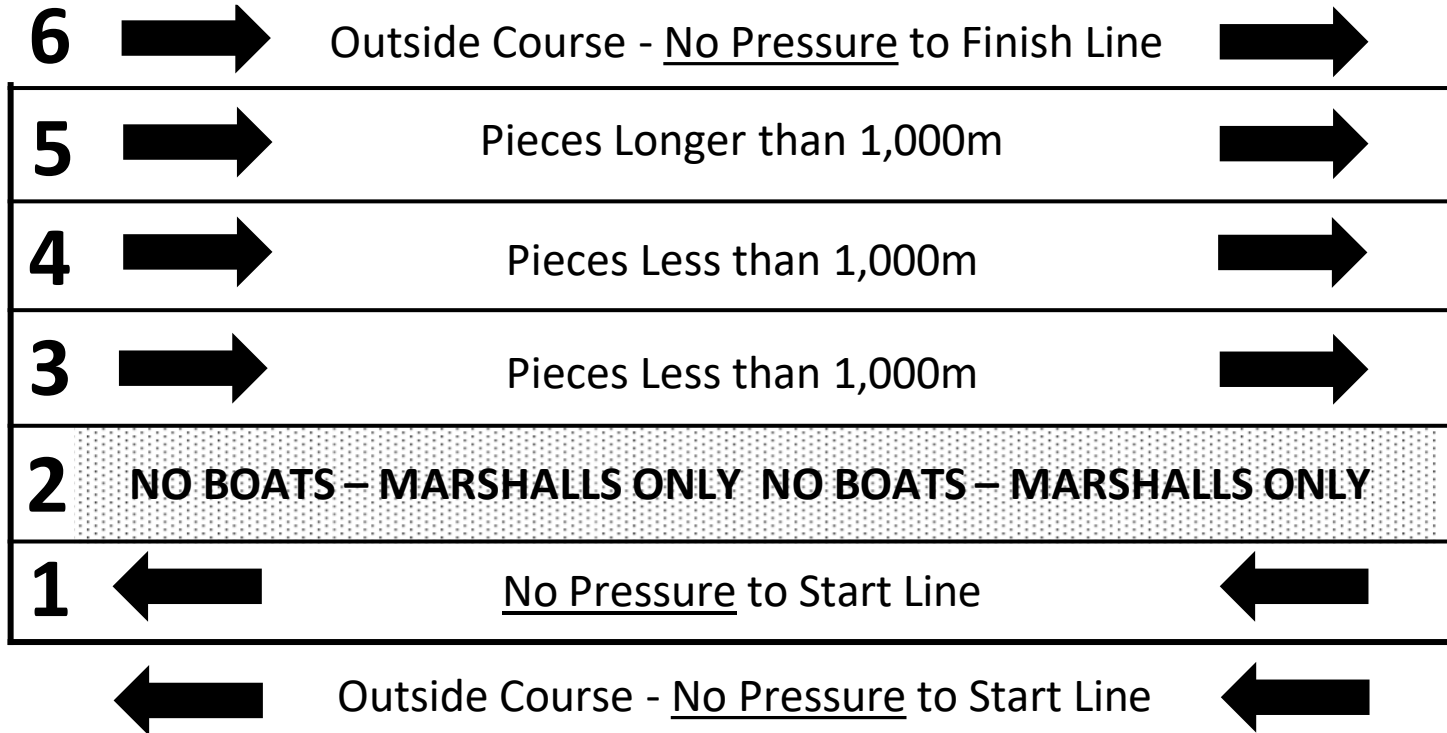 6 Outside Course - No Pressure to Finish Line
5 Pieces Longer than 1,000m
4 Pieces Less than 1,000m
3 Pieces Less than 1,000m
2 NO BOATS – MARSHALLS ONLY NO BOATS – MARSHALLS ONLY
1 No Pressure to Start Line
Outside Course - No Pressure to Start Line